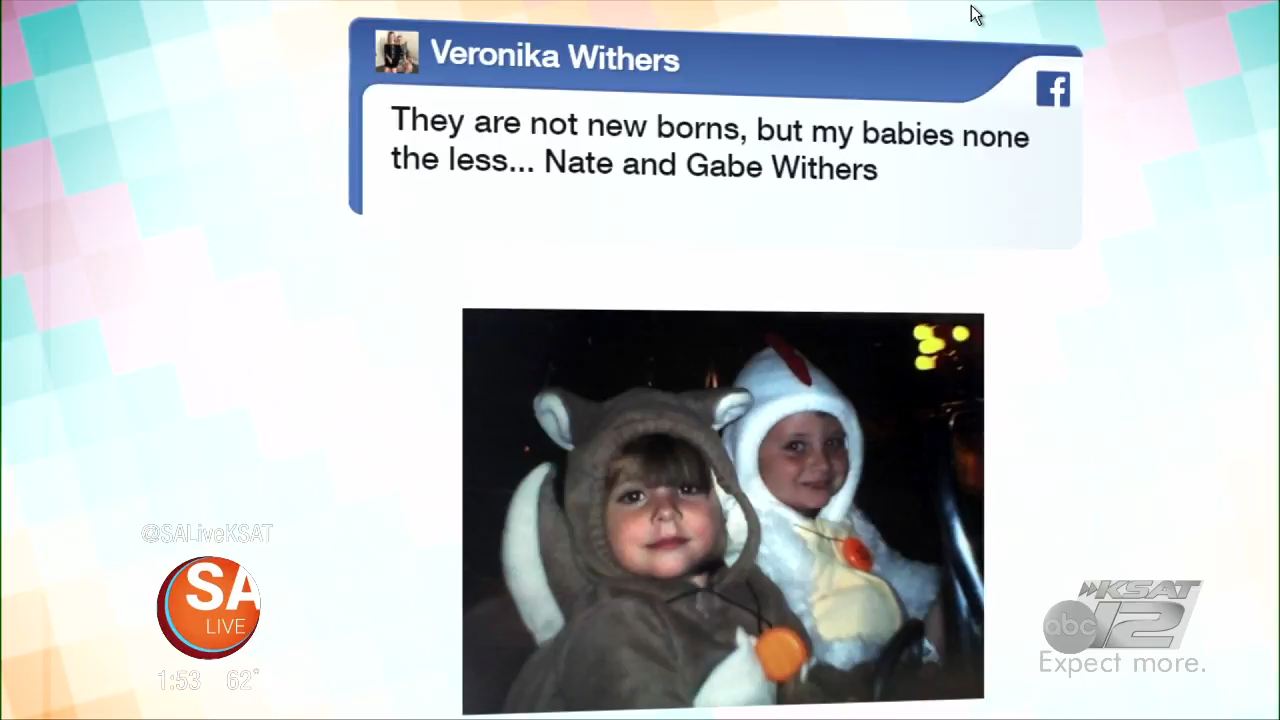 Veronika Withers
f
They are not new borns, but my babies none
the less... Nate and Gabe Withers
@SALiveKSAT
SA
LIVE
1:53 62°
KSAT
abc 12
Expect more.